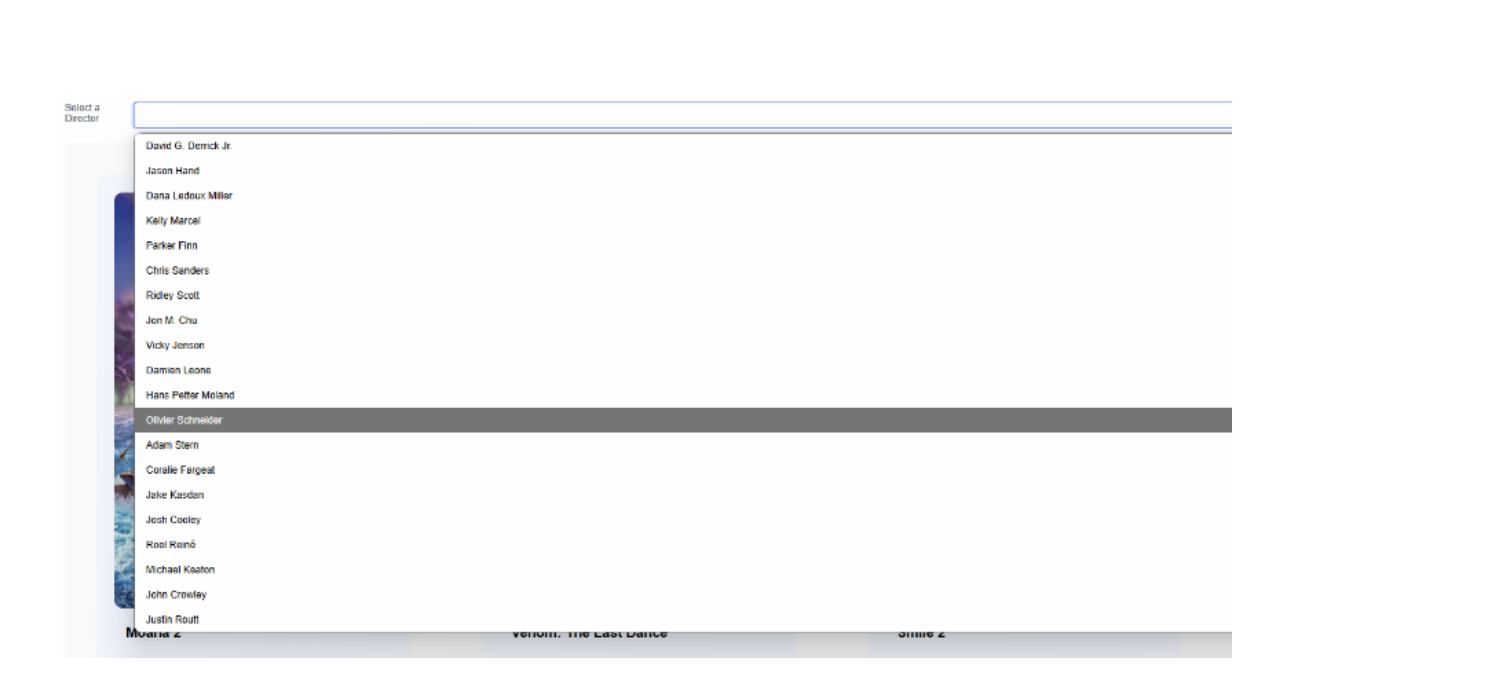 Select a
Director
David G. Derrick Jr.
Jason Hand
Dana Ledoux Miller
Kelly Marcel
Parker Finn
Chris Sanders
Ridley Scott
Jon M. Chu
Vicky Jenson
Damien Leone
Hans Petter Moland
Olivier Schneider
Adam Stern
Coralie Fargeat
Jake Kasdan
Josh Cooley
Roel Reiné
Michael Keaton
John Crowley
Justin Routt
Moana 2
Venom: The Last Dance
Smile 2